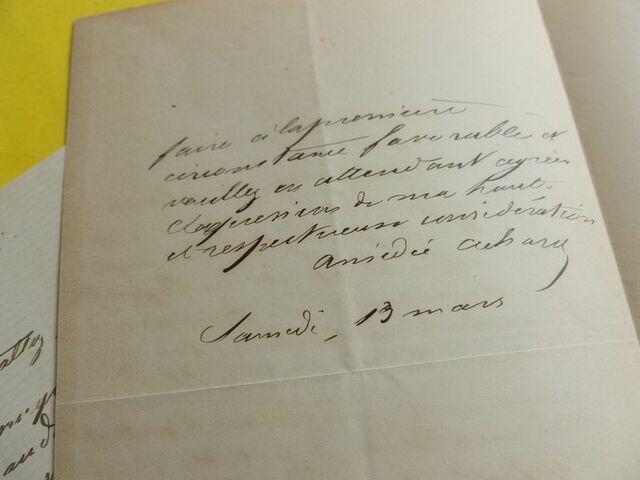 faire à la première
circonstance favorable et
veuillez en attendant agréer
l'expression de ma haute
et respectueuse considération
Amédée Achard
Samedi, 13 mars